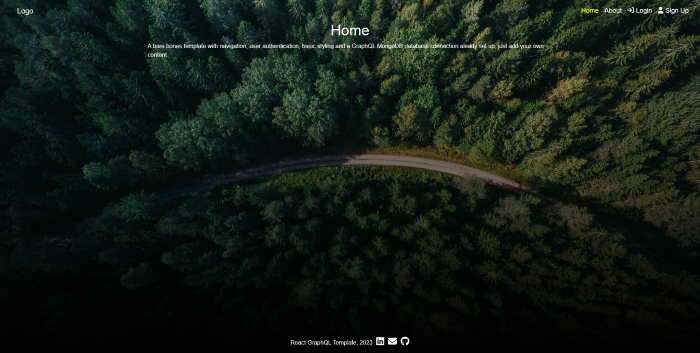 Logo
Home About Login Sign Up
Home
A bare bones template with navigation, user authentication, basic styling and a GraphQL MongoDB database connection already set up, just add your own
content.
React GraphQL Template, 2023